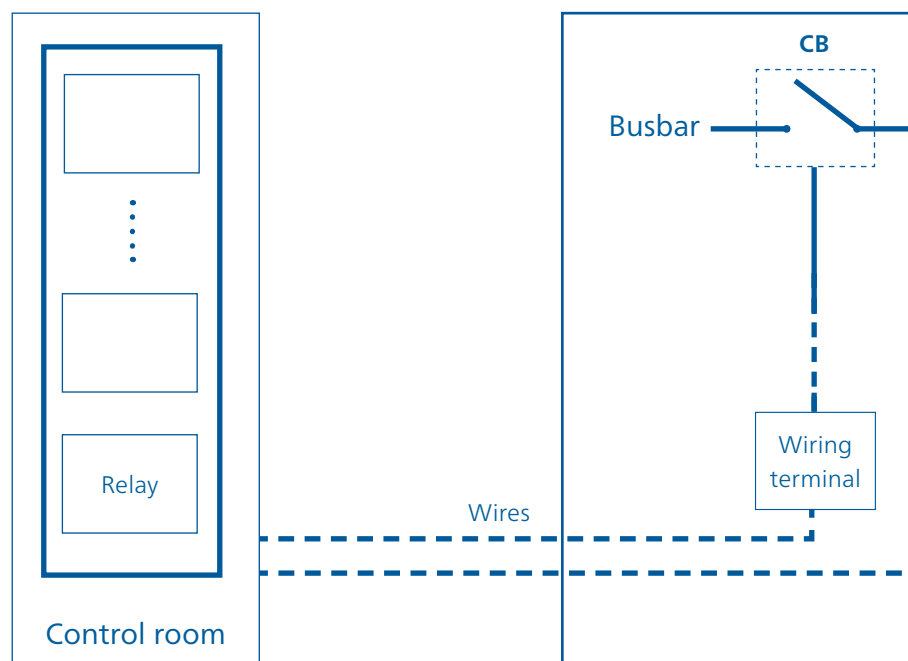 CB
Busbar
Wiring
terminal
Relay
Wires
Control room